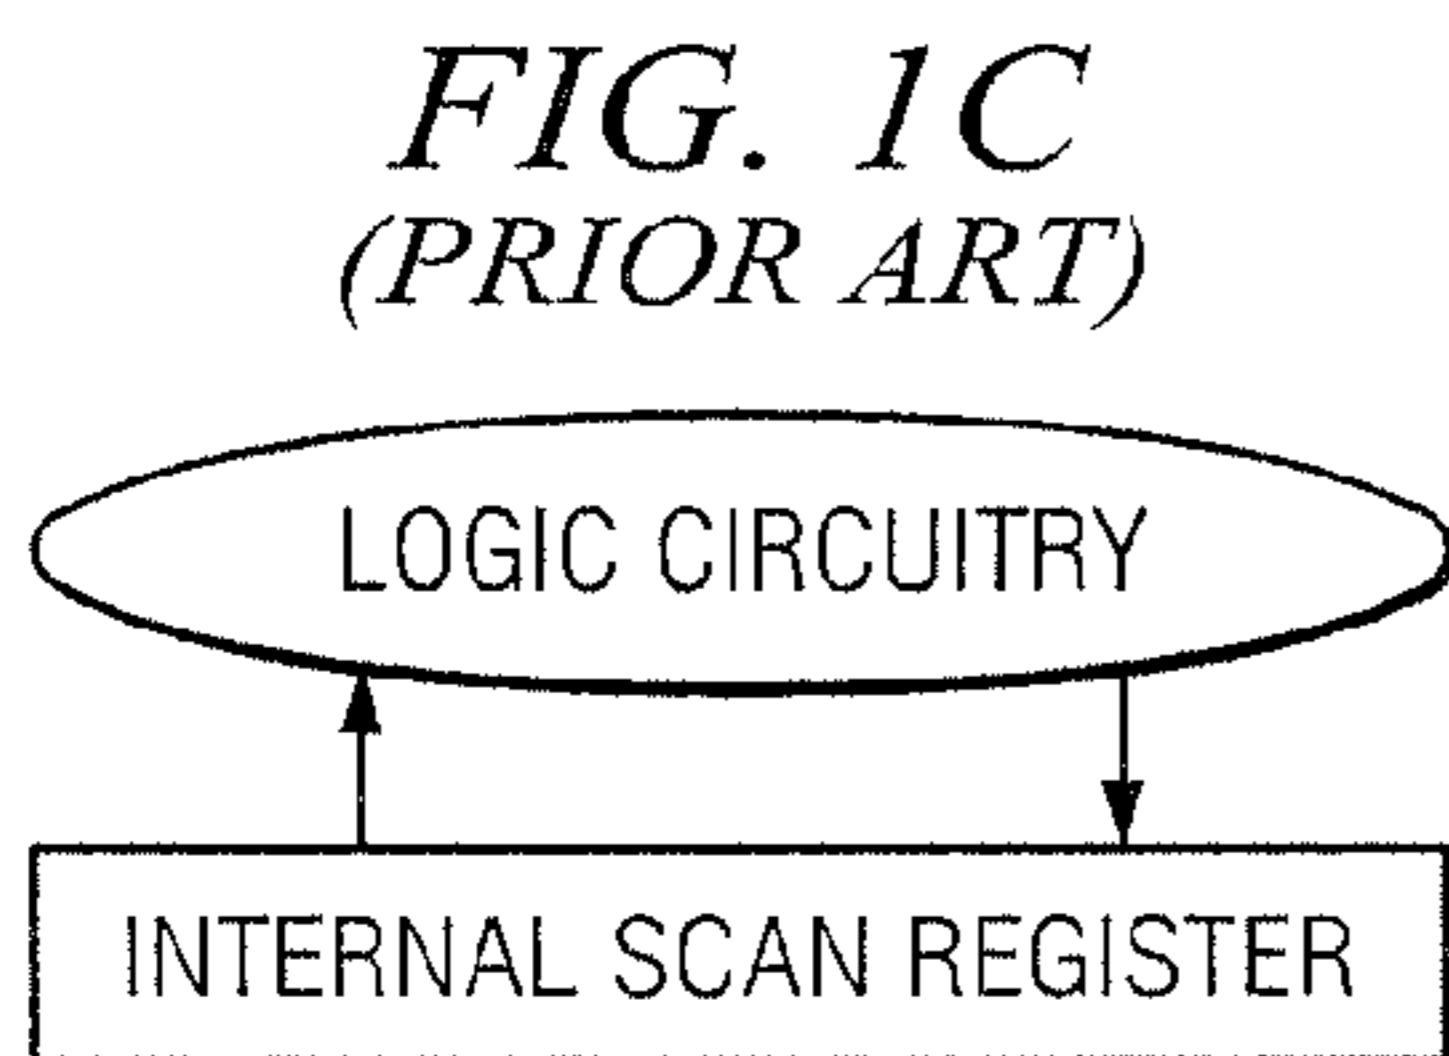 FIG. 1C
(PRIOR ART)
LOGIC CIRCUITRY
INTERNAL SCAN REGISTER